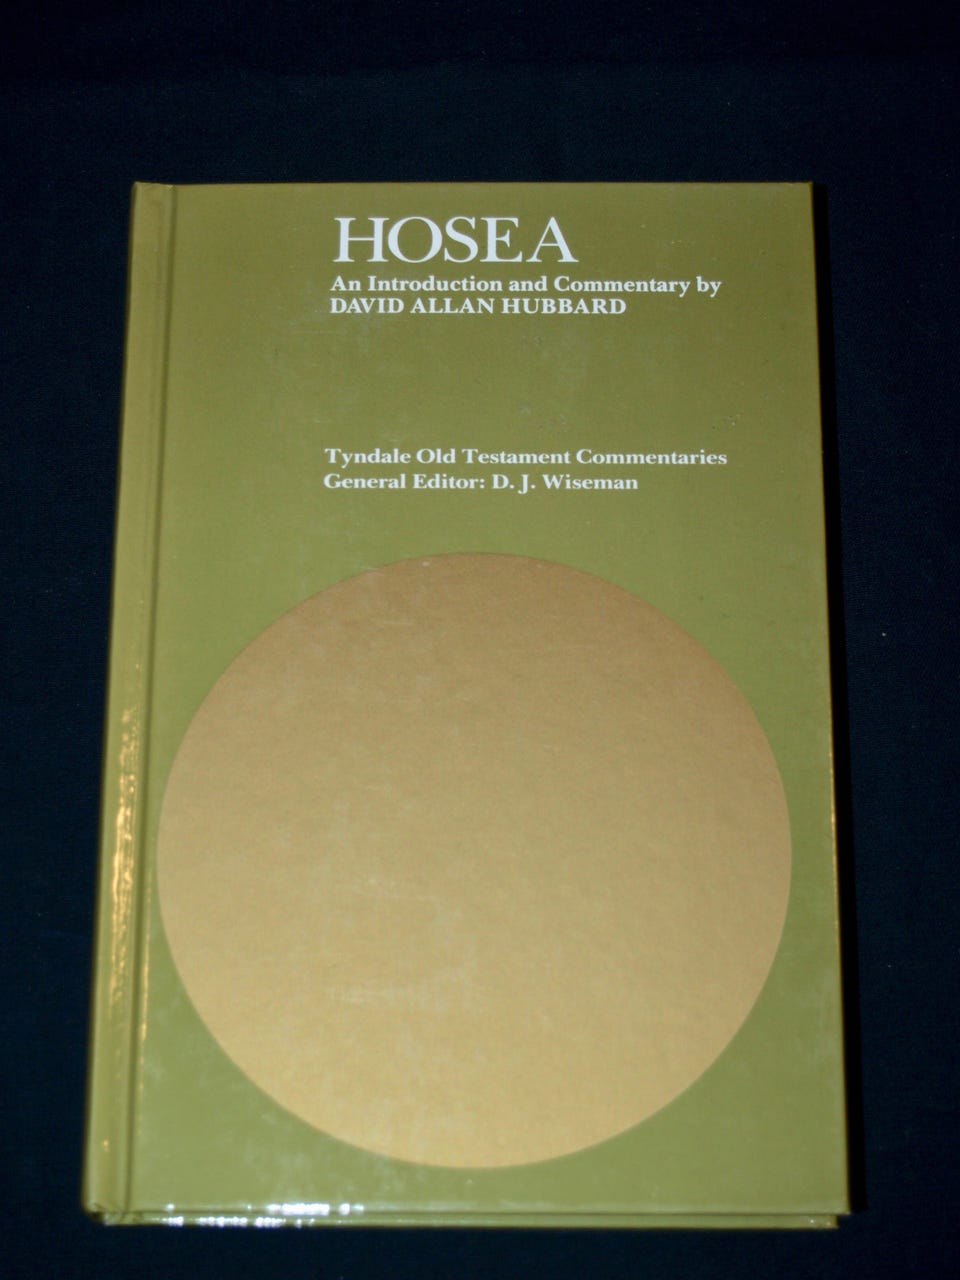 HOSEA
An Introduction and Commentary by
DAVID ALLAN HUBBARD
Tyndale Old Testament Commentaries
General Editor: D. J. Wiseman